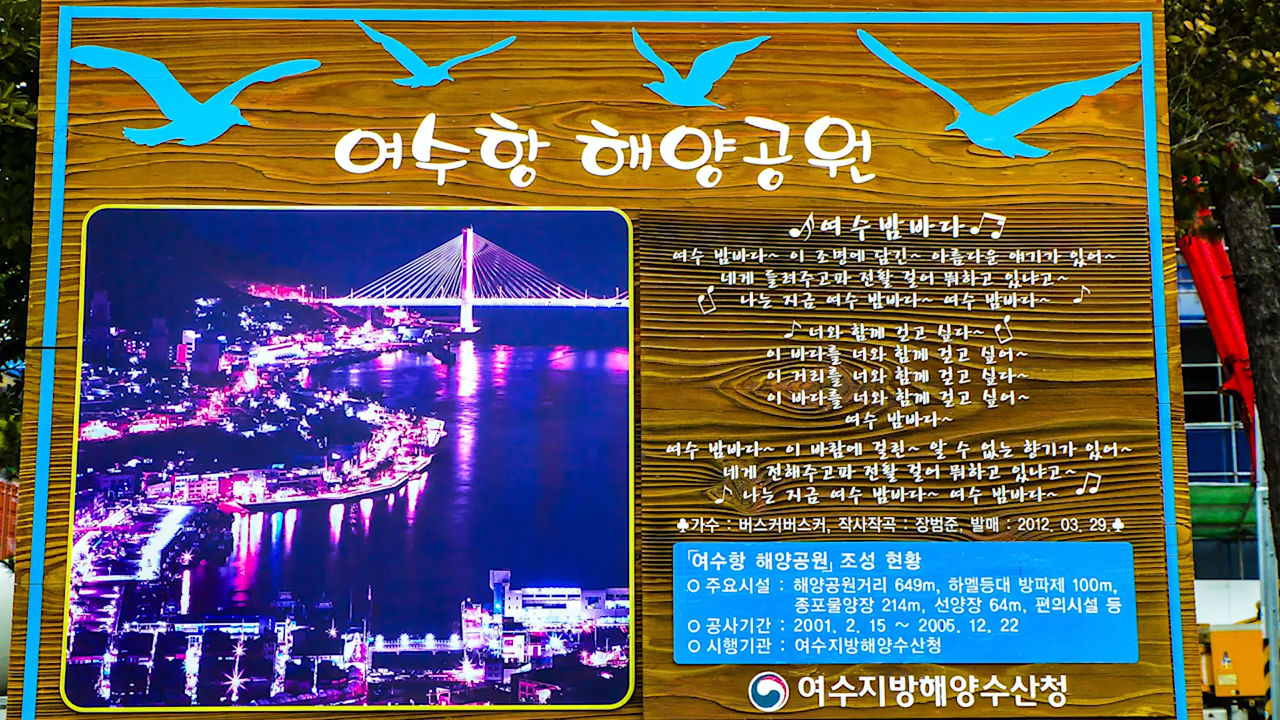 여수항 해양공원
여수 밤바다
여수 밤바다~ 이 조명에 담긴~ 아름다운 얘기가 있어~
네게 들려주고파 전활 걸어 뭐하고 있냐고~
나는 지금 여수 밤바다~ 여수 밤바다~
너와 함께 걷고 싶다~
이 바다를 너와 함께 걷고 싶어~
이 거리를 너와 함께 걷고 싶다~
이 바다를 너와 함께 걷고 싶어~
여수 밤바다~
여수 밤바다~ 이 바람에 걸린~ 알 수 없는 향기가 있어~
네게 전해주고파 전활 걸어 뭐하고 있냐고~
나는 지금 여수 밤바다~ 여수 밤바다~
♣가수 : 버스커버스커, 작사작곡 : 장범준, 발매 : 2012. 03. 29.♣
「여수항 해양공원」 조성 현황
○ 주요시설 : 해양공원거리 649m, 하멜등대 방파제 100m,
종포물양장 214m, 선양장 64m, 편의시설 등
○ 공사기간 : 2001. 2. 15 ~ 2005. 12. 22
○ 시행기관 : 여수지방해양수산청
여수지방해양수산청